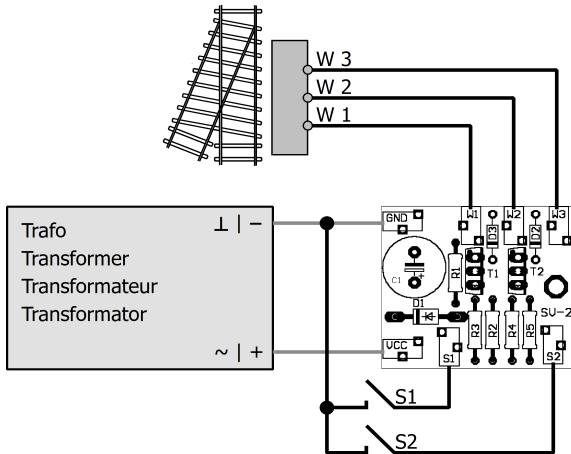 W 3
W 2
W 1
Trafo
Transformer
Transformateur
Transformator
⊥ | −
~ | +
GND
W1
W2
W3
D3
D2
C1
+
R1
T1
T2
D1
SU-2
R3
R2
R4
R5
VCC
S1
S2
S1
S2